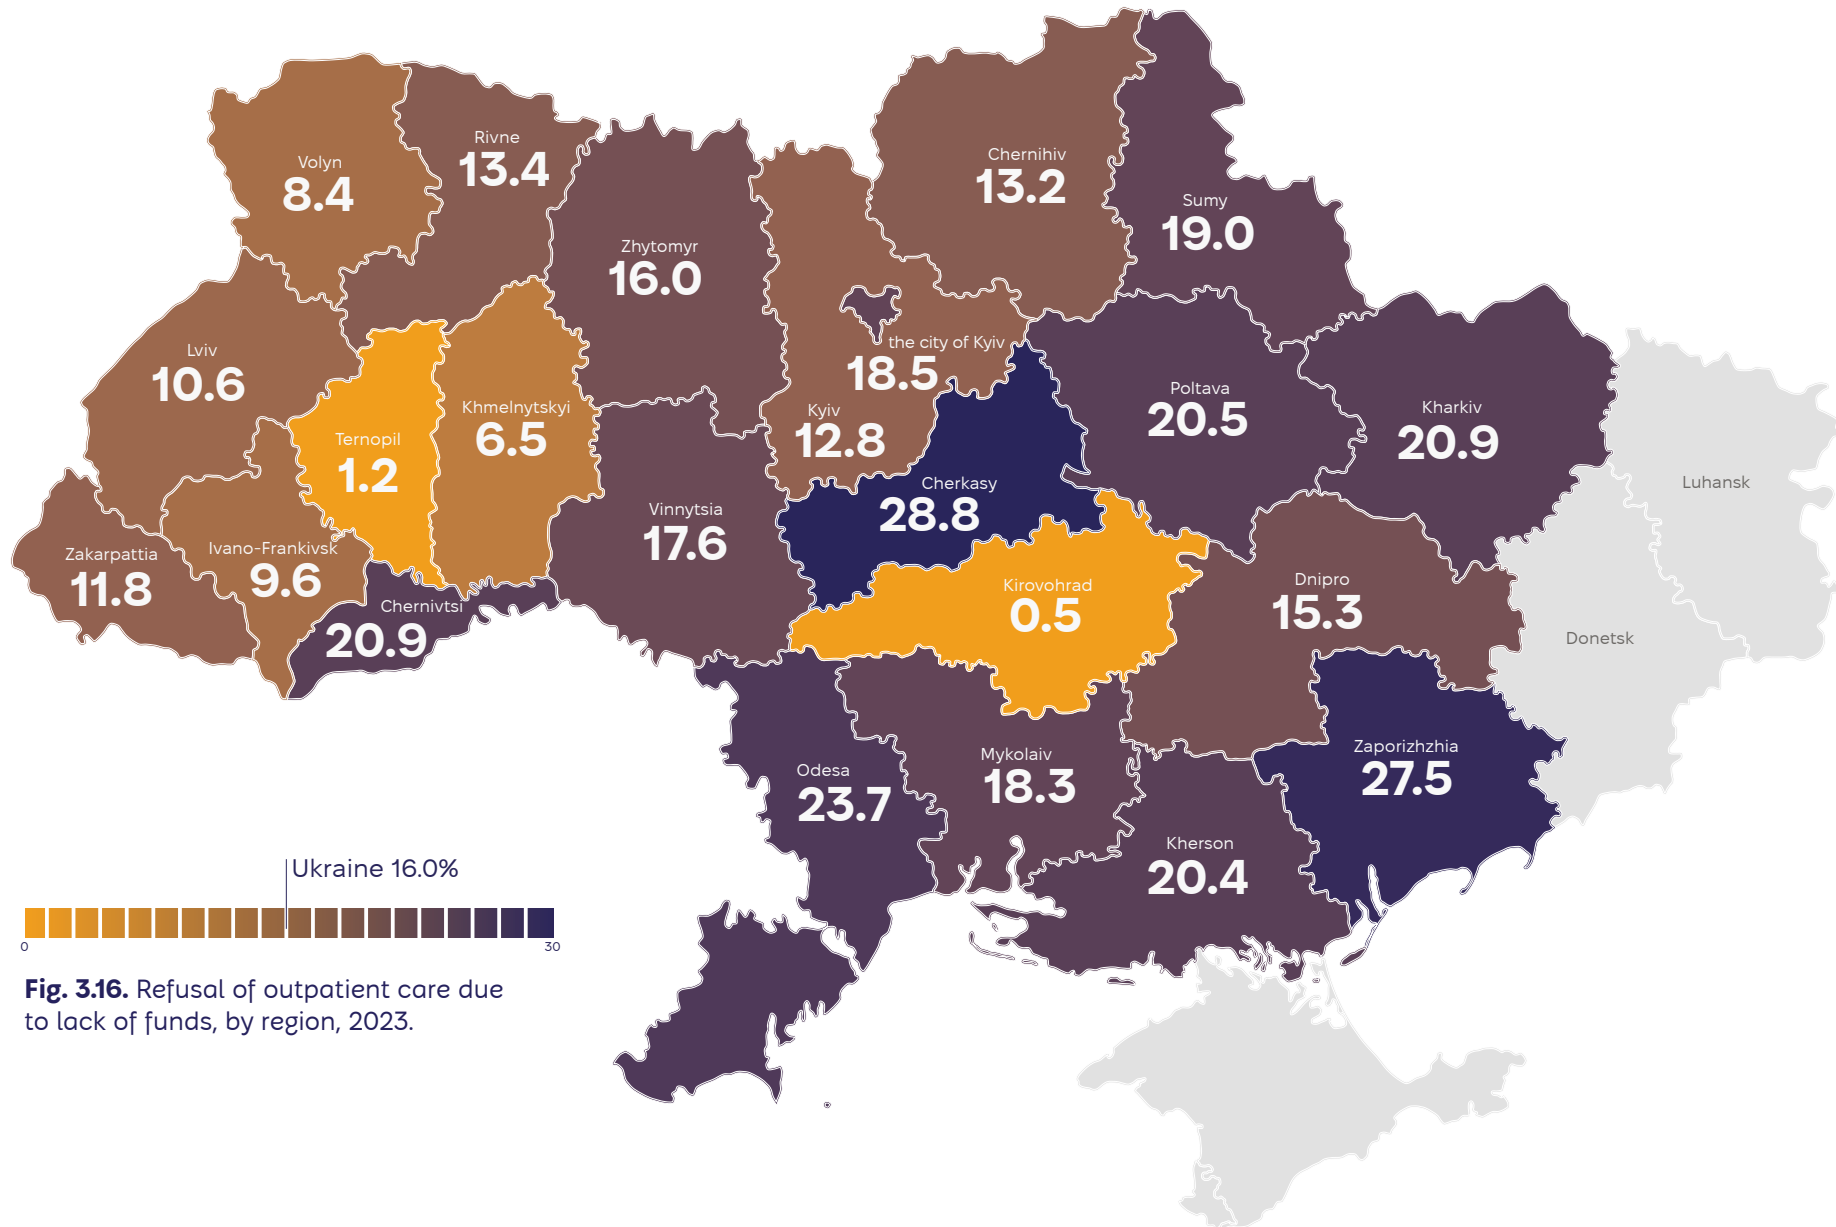 Volyn
8.4
Rivne
13.4
Zhytomyr
16.0
Chernihiv
13.2
Sumy
19.0
Lviv
10.6
Ternopil
1.2
Khmelnytskyi
6.5
the city of Kyiv
18.5
Kyiv
12.8
Poltava
20.5
Kharkiv
20.9
Luhansk
Zakarpattia
11.8
Ivano-Frankivsk
9.6
Chernivtsi
20.9
Vinnytsia
17.6
Cherkasy
28.8
Kirovohrad
0.5
Dnipro
15.3
Donetsk
Odesa
23.7
Mykolaiv
18.3
Kherson
20.4
Zaporizhzhia
27.5
Ukraine 16.0%
0 30
Fig. 3.16. Refusal of outpatient care due
to lack of funds, by region, 2023.